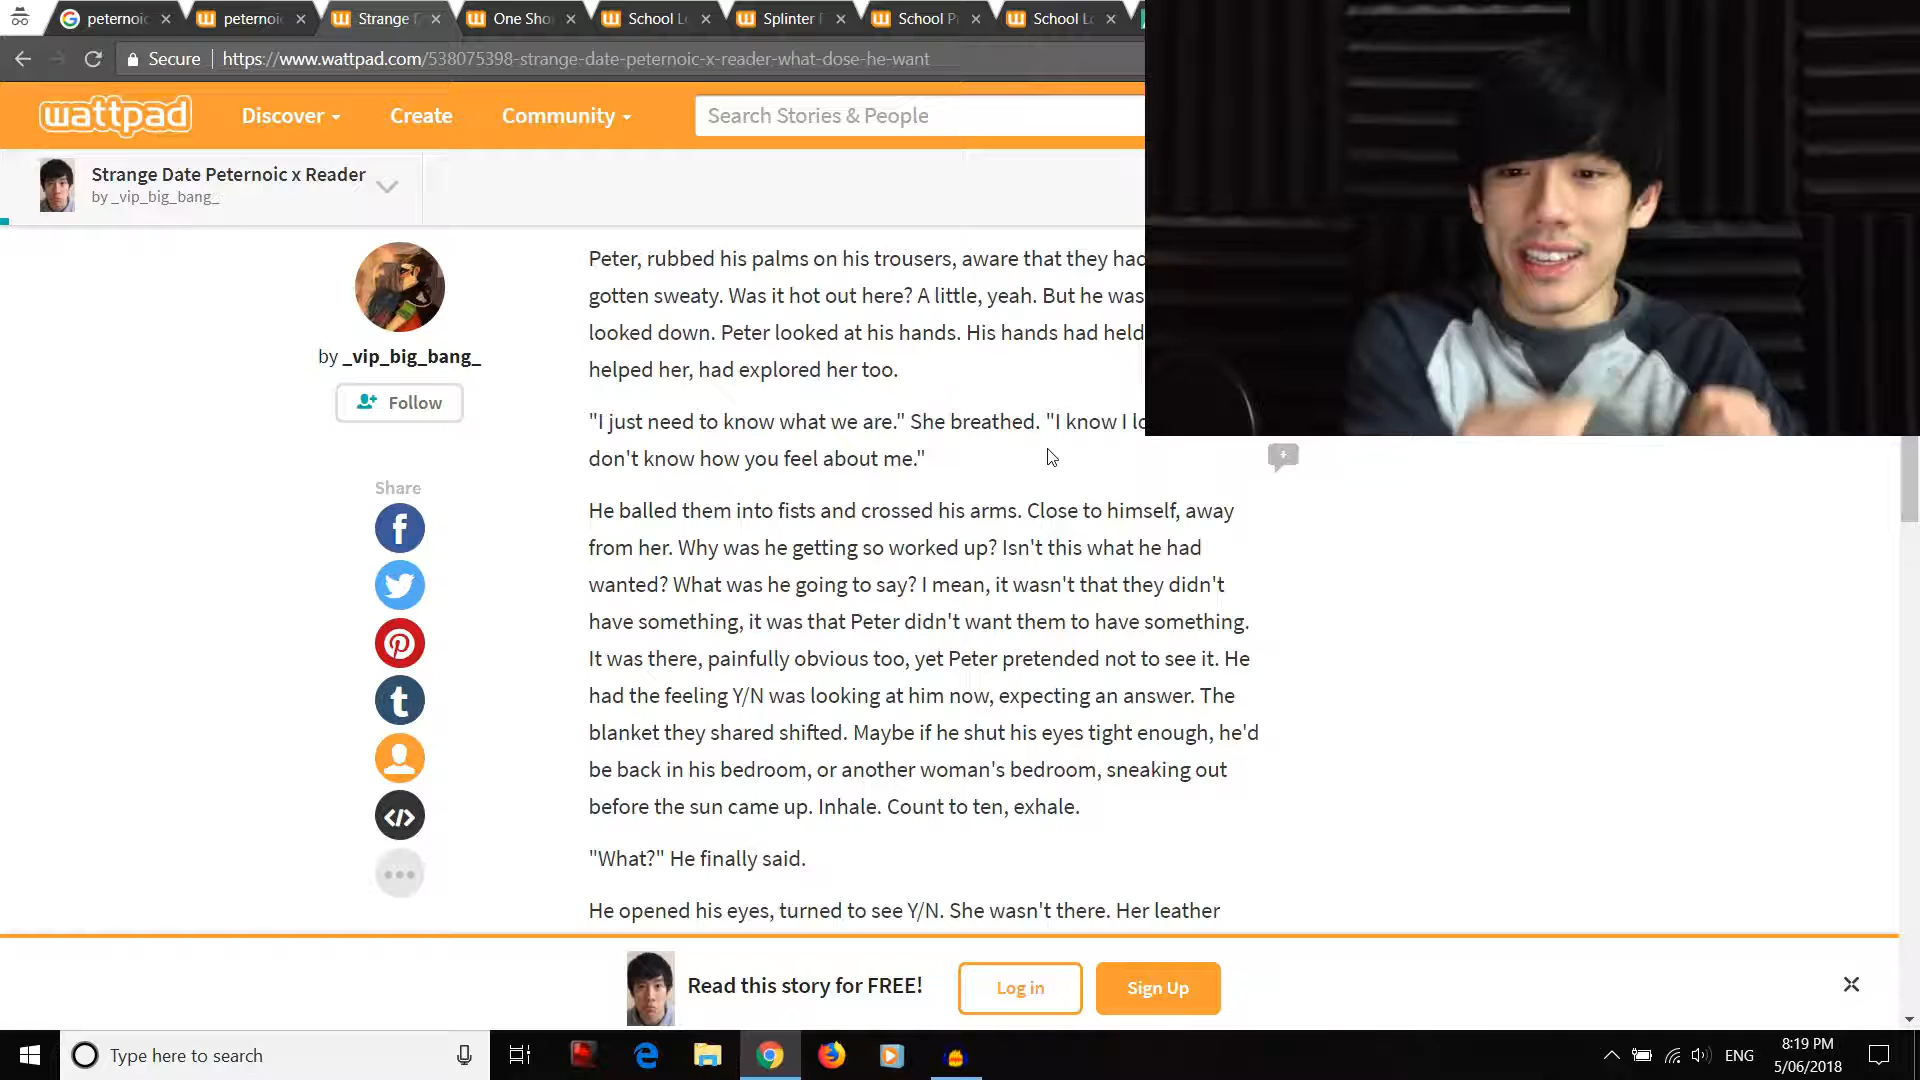 peternoic
peternoic
Strange
One Sho
School L
Splinter
School P
School L
Secure
https://www.wattpad.com/538075398-strange-date-peternoic-x-reader-what-dose-he-want
wattpad
Discover
Create
Community
Search Stories & People
Strange Date Peternoic x Reader
by _vip_big_bang_
by _vip_big_bang_
Follow
Share
Peter, rubbed his palms on his trousers, aware that they had
gotten sweaty. Was it hot out here? A little, yeah. But he was
looked down. Peter looked at his hands. His hands had held
helped her, had explored her too.
"I just need to know what we are." She breathed. "I know I lo
don't know how you feel about me."
He balled them into fists and crossed his arms. Close to himself, away
from her. Why was he getting so worked up? Isn't this what he had
wanted? What was he going to say? I mean, it wasn't that they didn't
have something, it was that Peter didn't want them to have something.
It was there, painfully obvious too, yet Peter pretended not to see it. He
had the feeling Y/N was looking at him now, expecting an answer. The
blanket they shared shifted. Maybe if he shut his eyes tight enough, he'd
be back in his bedroom, or another woman's bedroom, sneaking out
before the sun came up. Inhale. Count to ten, exhale.
"What?" He finally said.
He opened his eyes, turned to see Y/N. She wasn't there. Her leather
Read this story for FREE!
Log in
Sign Up
Type here to search
ENG
8:19 PM
5/06/2018